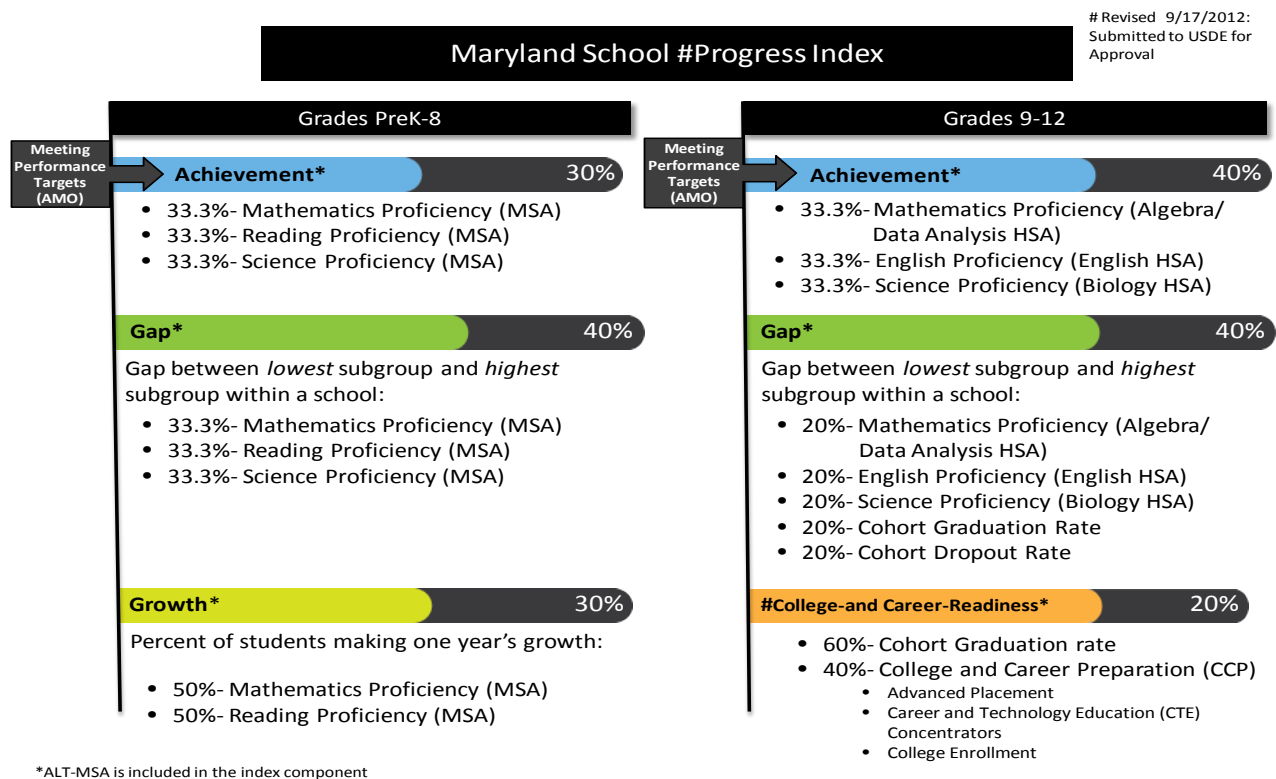 # Revised 9/17/2012:
Submitted to USDE for
Approval
Maryland School #Progress Index
Grades PreK-8
Meeting
Performance
Targets
(AMO)
Achievement* 30%
• 33.3%- Mathematics Proficiency (MSA)
• 33.3%- Reading Proficiency (MSA)
• 33.3%- Science Proficiency (MSA)
Gap* 40%
Gap between lowest subgroup and highest
subgroup within a school:
• 33.3%- Mathematics Proficiency (MSA)
• 33.3%- Reading Proficiency (MSA)
• 33.3%- Science Proficiency (MSA)
Growth* 30%
Percent of students making one year’s growth:
• 50%- Mathematics Proficiency (MSA)
• 50%- Reading Proficiency (MSA)
Grades 9-12
Meeting
Performance
Targets
(AMO)
Achievement* 40%
• 33.3%- Mathematics Proficiency (Algebra/
Data Analysis HSA)
• 33.3%- English Proficiency (English HSA)
• 33.3%- Science Proficiency (Biology HSA)
Gap* 40%
Gap between lowest subgroup and highest
subgroup within a school:
• 20%- Mathematics Proficiency (Algebra/
Data Analysis HSA)
• 20%- English Proficiency (English HSA)
• 20%- Science Proficiency (Biology HSA)
• 20%- Cohort Graduation Rate
• 20%- Cohort Dropout Rate
#College-and Career-Readiness* 20%
• 60%- Cohort Graduation rate
• 40%- College and Career Preparation (CCP)
• Advanced Placement
• Career and Technology Education (CTE)
Concentrators
• College Enrollment
*ALT-MSA is included in the index component